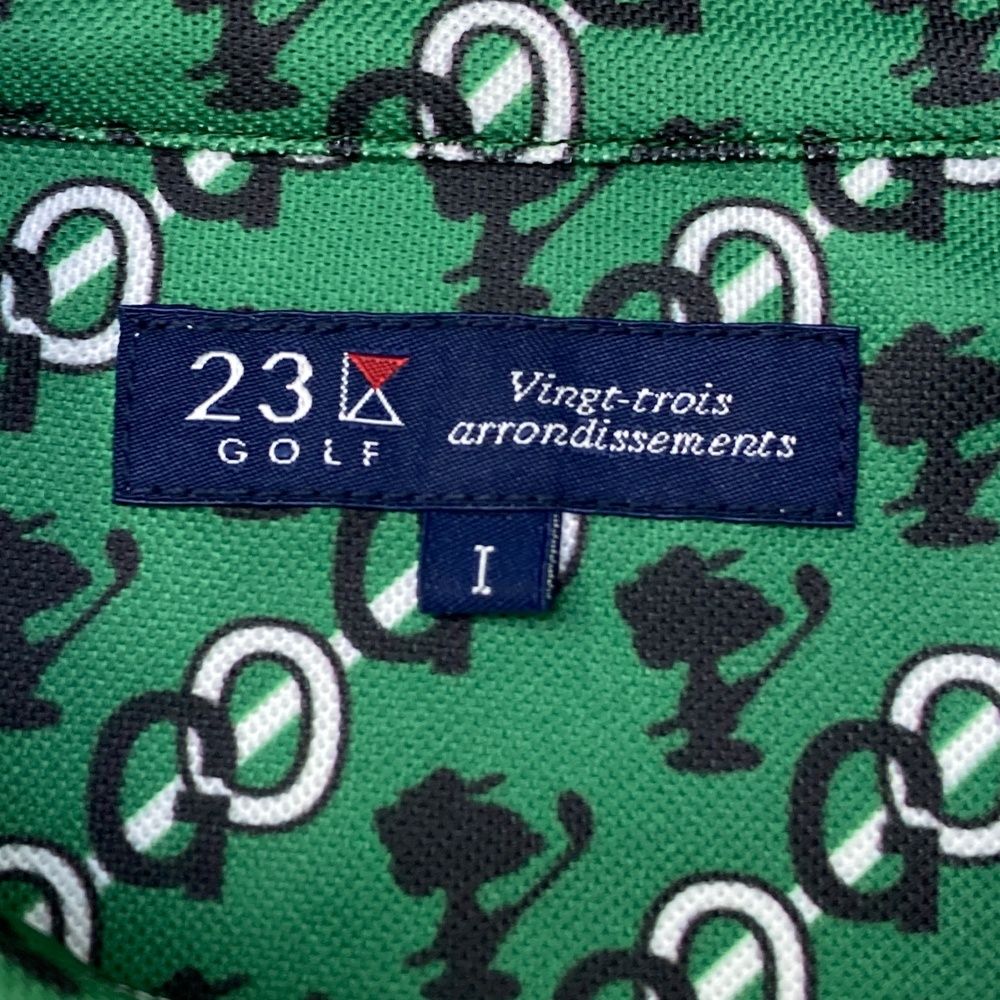 23
GOLF
Vingt-trois
arrondissements
I